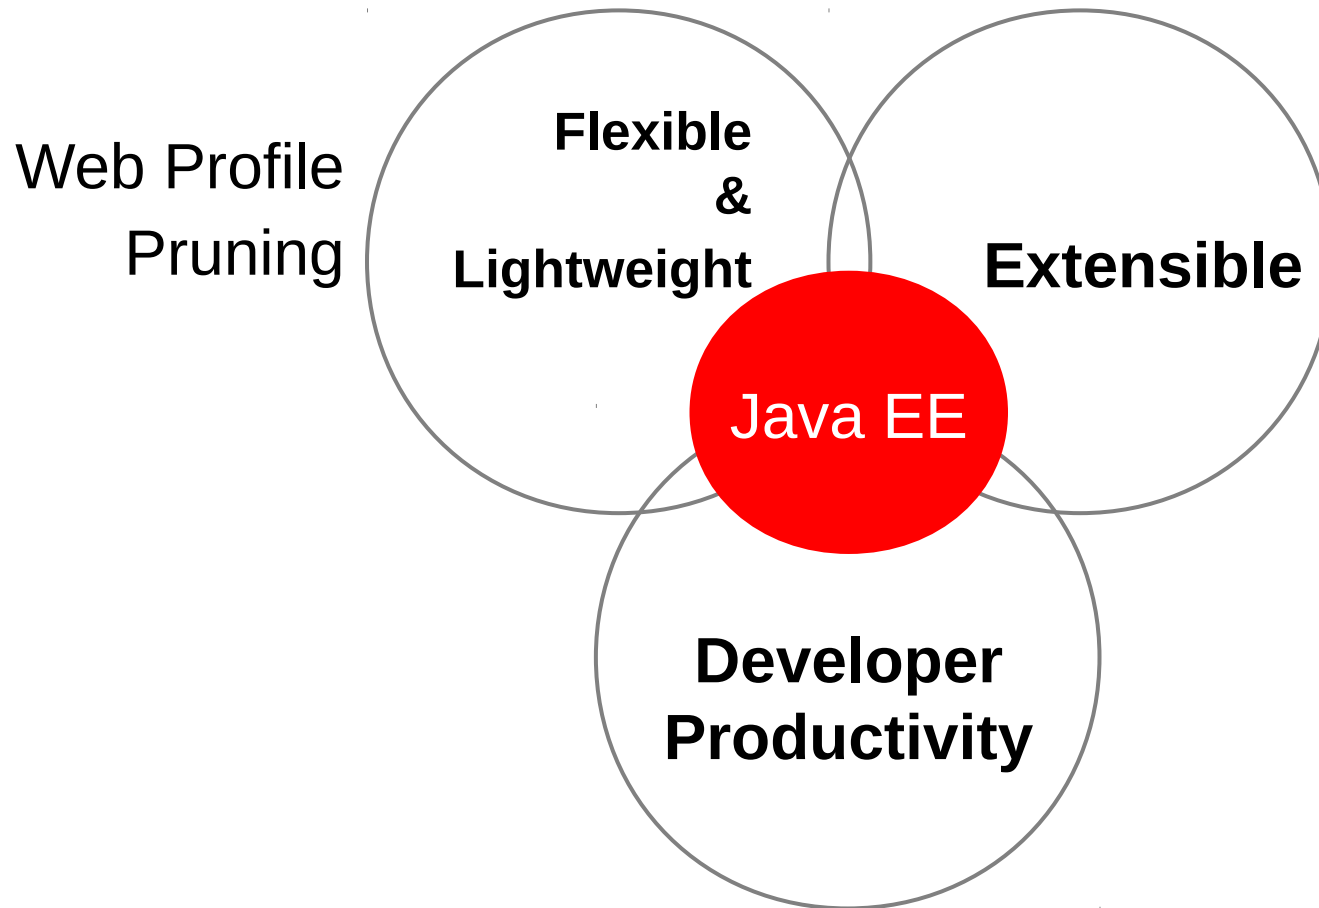 Web Profile
Pruning
Flexible
&
Lightweight
Extensible
Java EE
Developer
Productivity